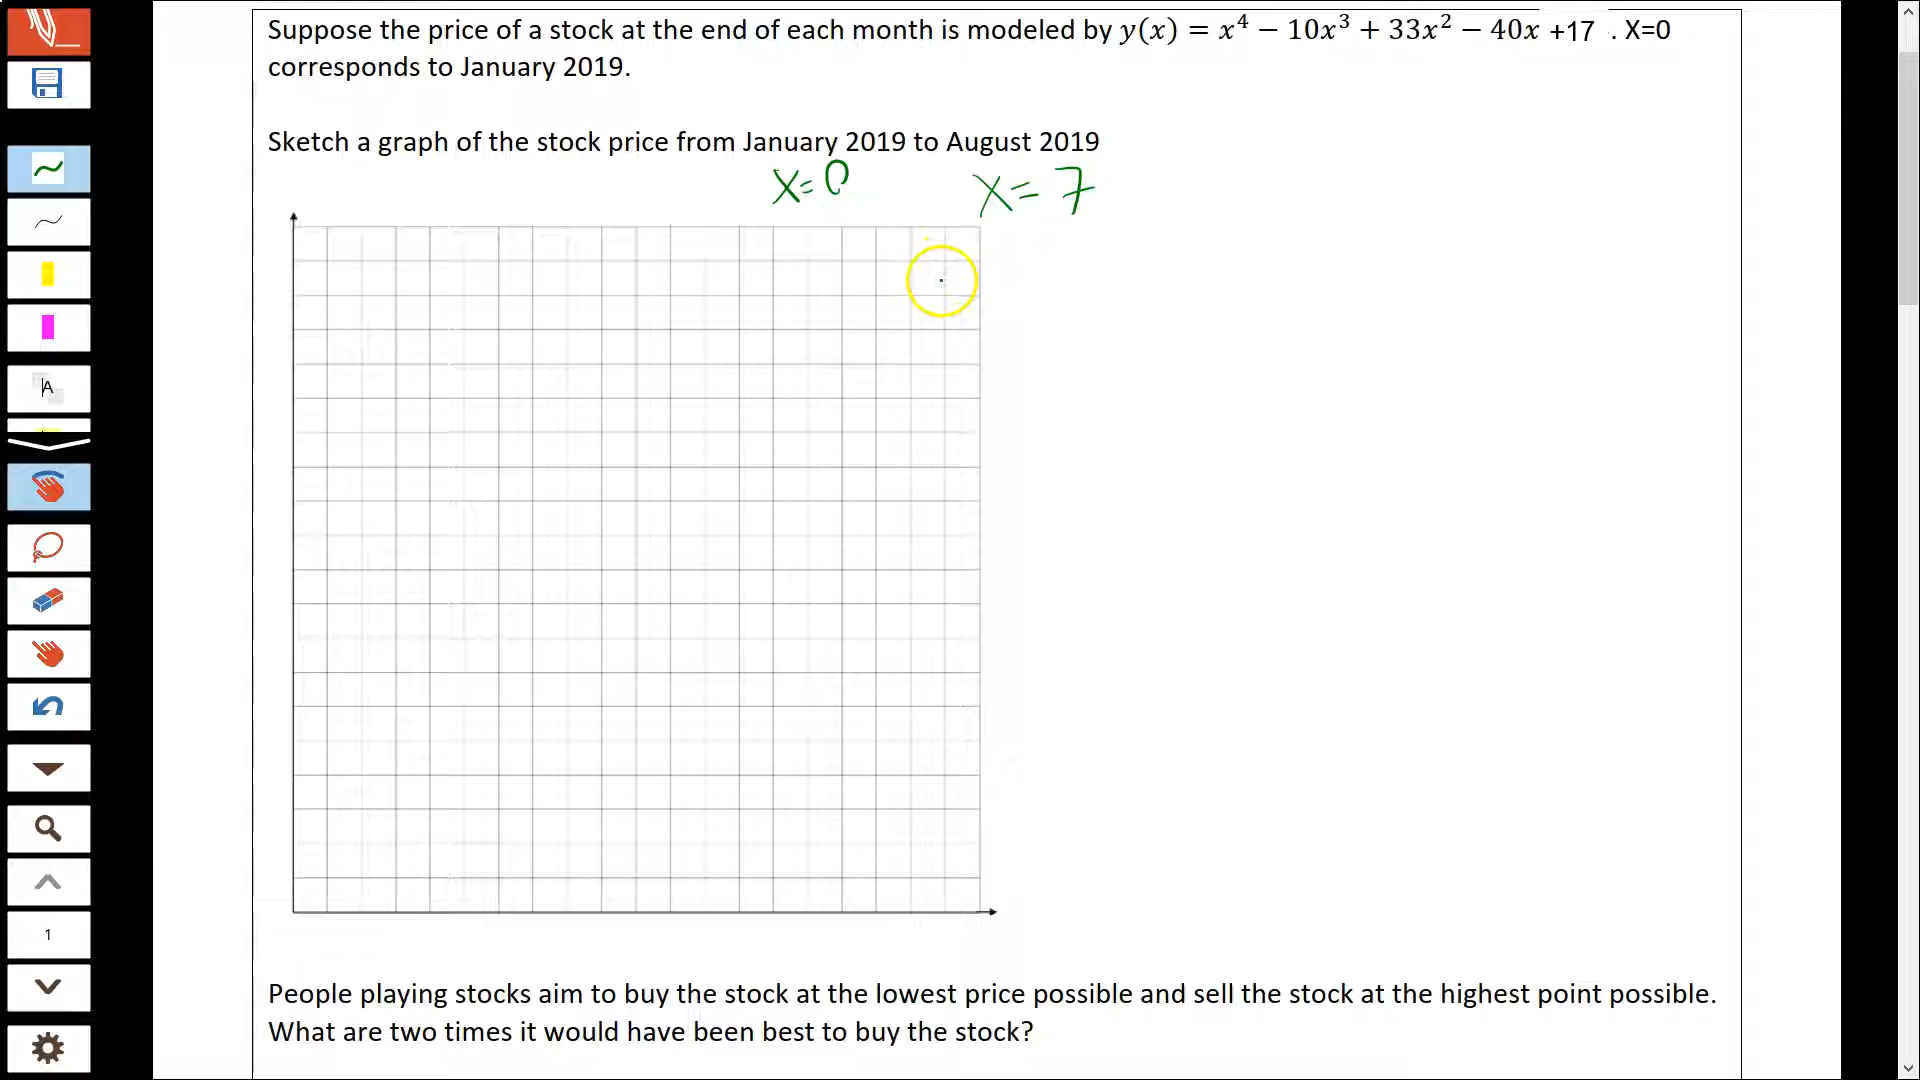 Suppose the price of a stock at the end of each month is modeled by y(x) = x⁴ − 10x³ + 33x² − 40x +17 . X=0
corresponds to January 2019.
Sketch a graph of the stock price from January 2019 to August 2019
x=0 x=7
A
1
People playing stocks aim to buy the stock at the lowest price possible and sell the stock at the highest point possible.
What are two times it would have been best to buy the stock?